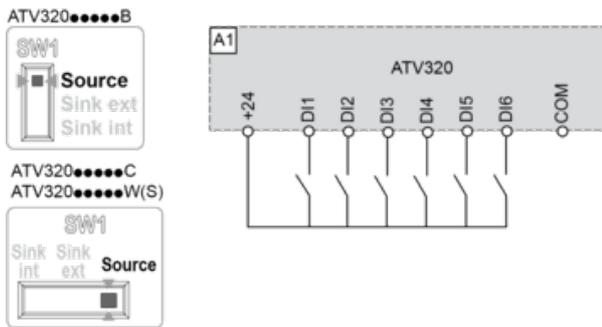 ATV320●●●●●B
SW1
Source
Sink ext
Sink int
ATV320●●●●●C
ATV320●●●●●W(S)
SW1
Sink int
Sink ext
Source
A1
ATV320
+24
DI1
DI2
DI3
DI4
DI5
DI6
COM